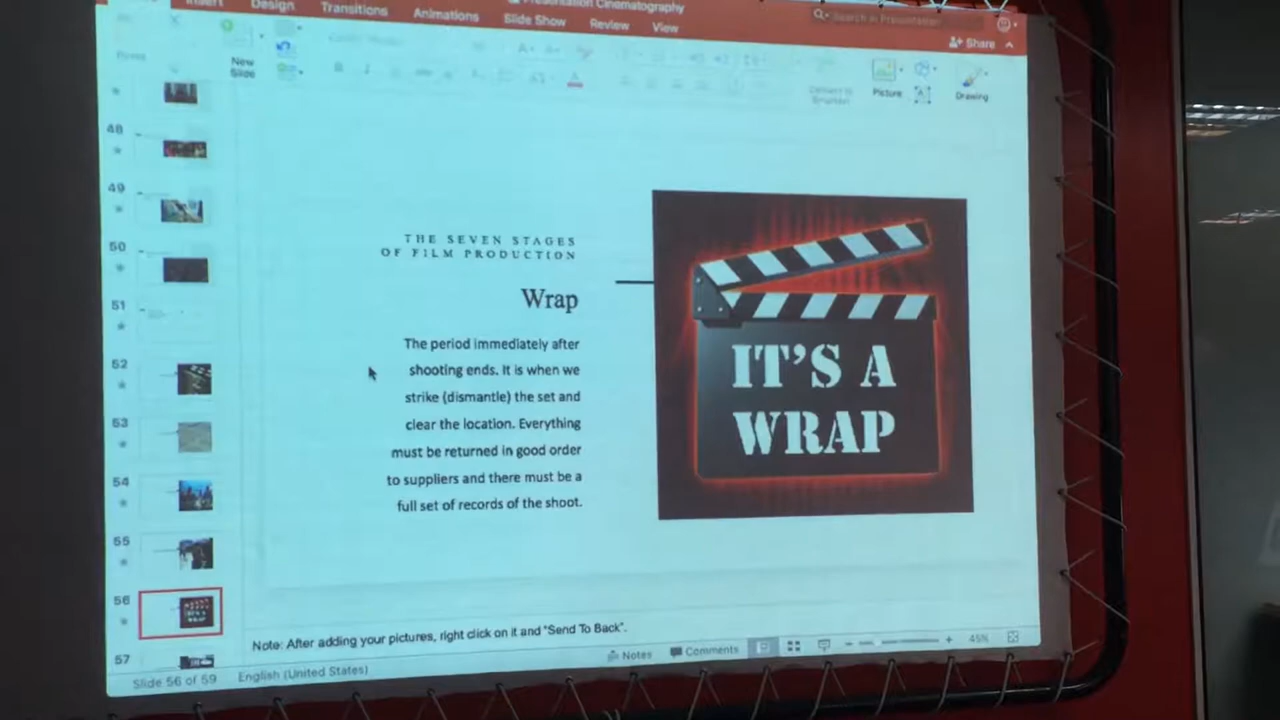 Insert
Design
Transitions
Animations
Slide Show
Review
View
Presentation Cinematography
Search in Presentation
Share
New
Slide
Picture
Drawing
48
49
50
51
52
53
54
55
56
57
THE SEVEN STAGES
OF FILM PRODUCTION
Wrap
The period immediately after
shooting ends. It is when we
strike (dismantle) the set and
clear the location. Everything
must be returned in good order
to suppliers and there must be a
full set of records of the shoot.
IT'S A
WRAP
Note: After adding your pictures, right click on it and "Send To Back".
Slide 56 of 59
English (United States)
Notes
Comments
45%